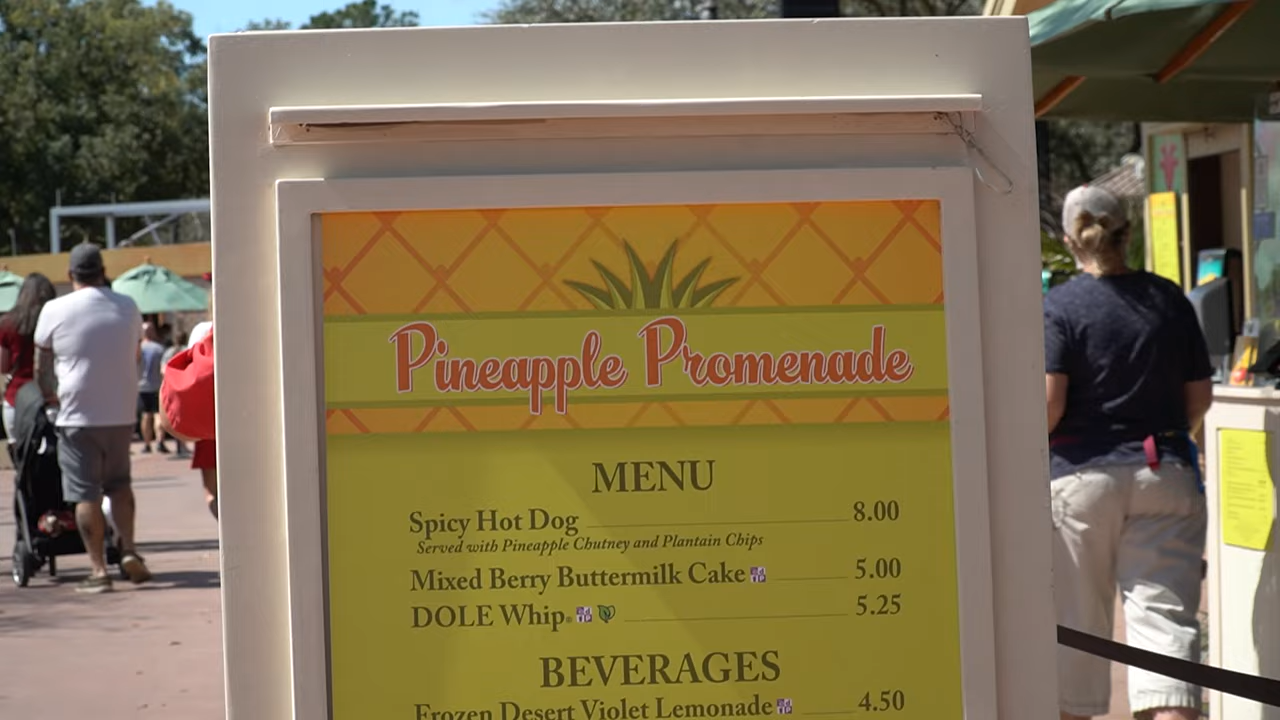 Pineapple Promenade
MENU
Spicy Hot Dog 8.00
Served with Pineapple Chutney and Plantain Chips
Mixed Berry Buttermilk Cake 5.00
DOLE Whip® 5.25
BEVERAGES
Frozen Desert Violet Lemonade 4.50